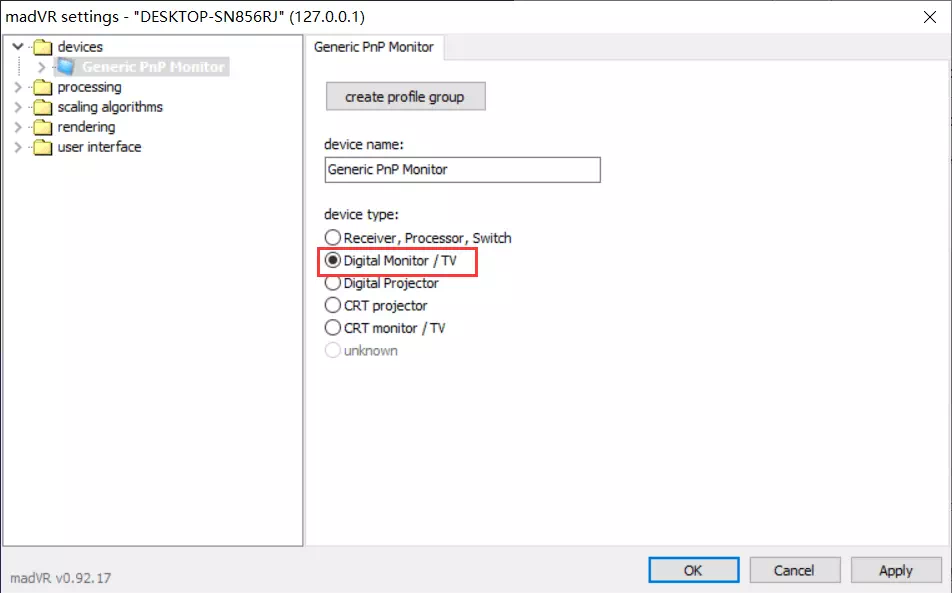 madVR settings - "DESKTOP-SN856RJ" (127.0.0.1)
devices
Generic PnP Monitor
processing
scaling algorithms
rendering
user interface
Generic PnP Monitor
create profile group
device name:
Generic PnP Monitor
device type:
Receiver, Processor, Switch
Digital Monitor / TV
Digital Projector
CRT projector
CRT monitor / TV
unknown
madVR v0.92.17
OK
Cancel
Apply